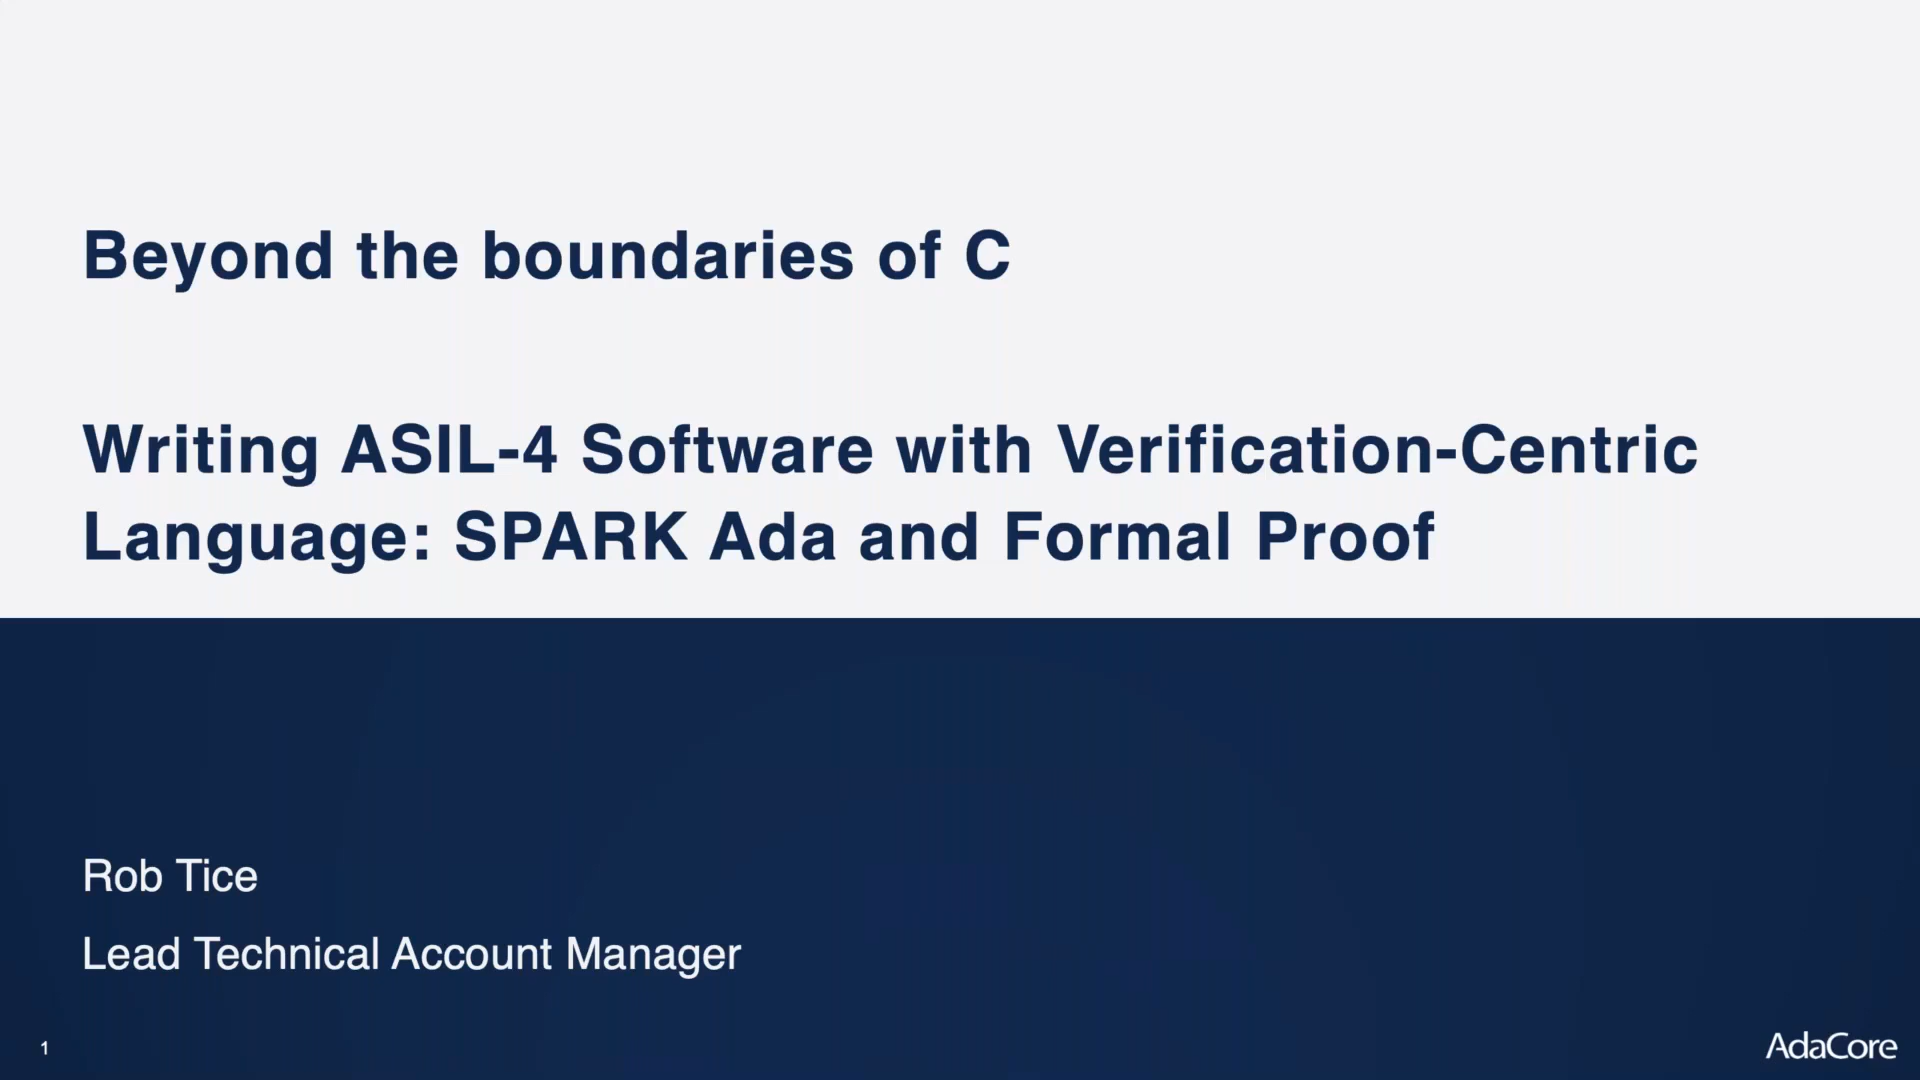 Beyond the boundaries of C
Writing ASIL-4 Software with Verification-Centric
Language: SPARK Ada and Formal Proof
Rob Tice
Lead Technical Account Manager
1
AdaCore